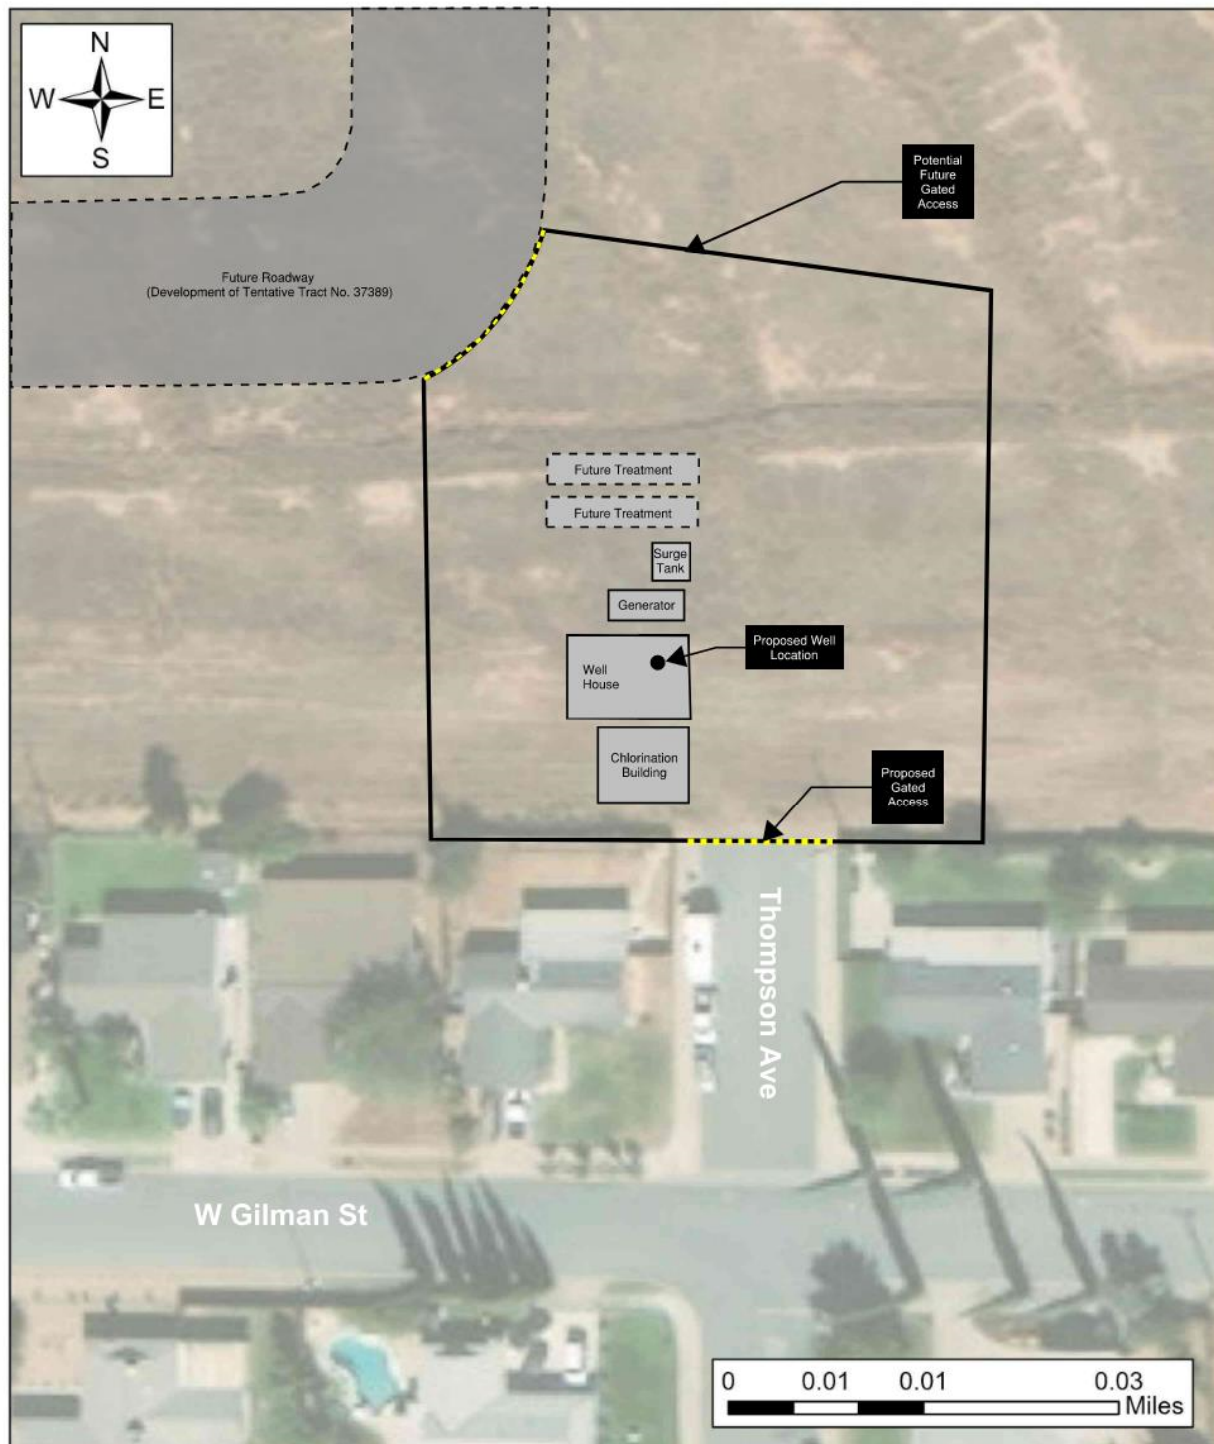 N
W E
S
Potential
Future
Gated
Access
Future Roadway
(Development of Tentative Tract No. 37389)
Future Treatment
Future Treatment
Surge
Tank
Generator
Proposed Well
Location
Well
House
Chlorination
Building
Proposed
Gated
Access
Thompson Ave
W Gilman St
0 0.01 0.01 0.03
Miles